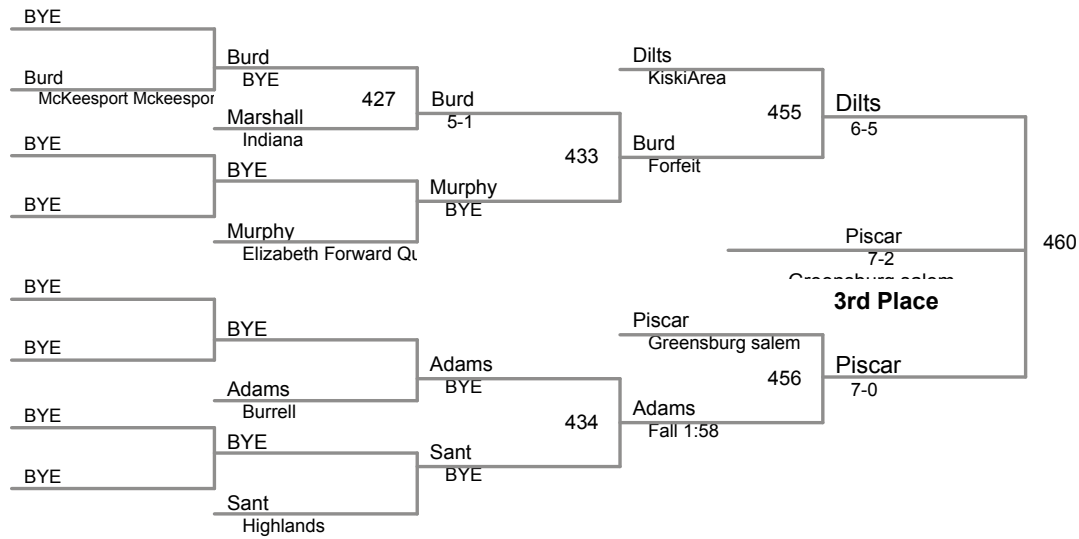 BYE
Burd
McKeesport Mckeespor
BYE
BYE
BYE
BYE
BYE
BYE
Burd
BYE
427
Marshall
Indiana
BYE
Murphy
Elizabeth Forward Qu
BYE
Adams
Burrell
BYE
Sant
Highlands
Burd
5-1
433
Murphy
BYE
Adams
BYE
434
Sant
BYE
Dilts
KiskiArea
455
Burd
Forfeit
Piscar
Greensburg salem
456
Adams
Fall 1:58
Dilts
6-5
Piscar
7-2
Greensburg salem
460
3rd Place
Piscar
7-0